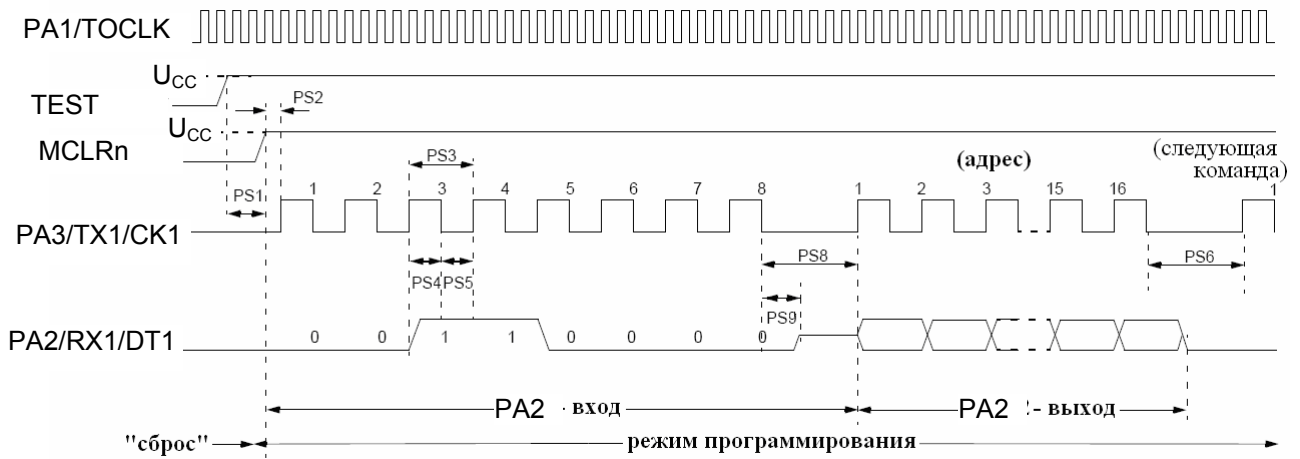 PA1/TOCLK
UCC
TEST
PS2
UCC
MCLRn
PS3
(адрес)
(следующая
команда)
PS1
1 2 3 4 5 6 7 8 1 2 3 15 16 1
PA3/TX1/CK1
PS4 PS5
PS8
PS6
PS9
PA2/RX1/DT1
0 0 1 1 0 0 0 0
PA2 - вход
PA2 - выход
"сброс"
режим программирования